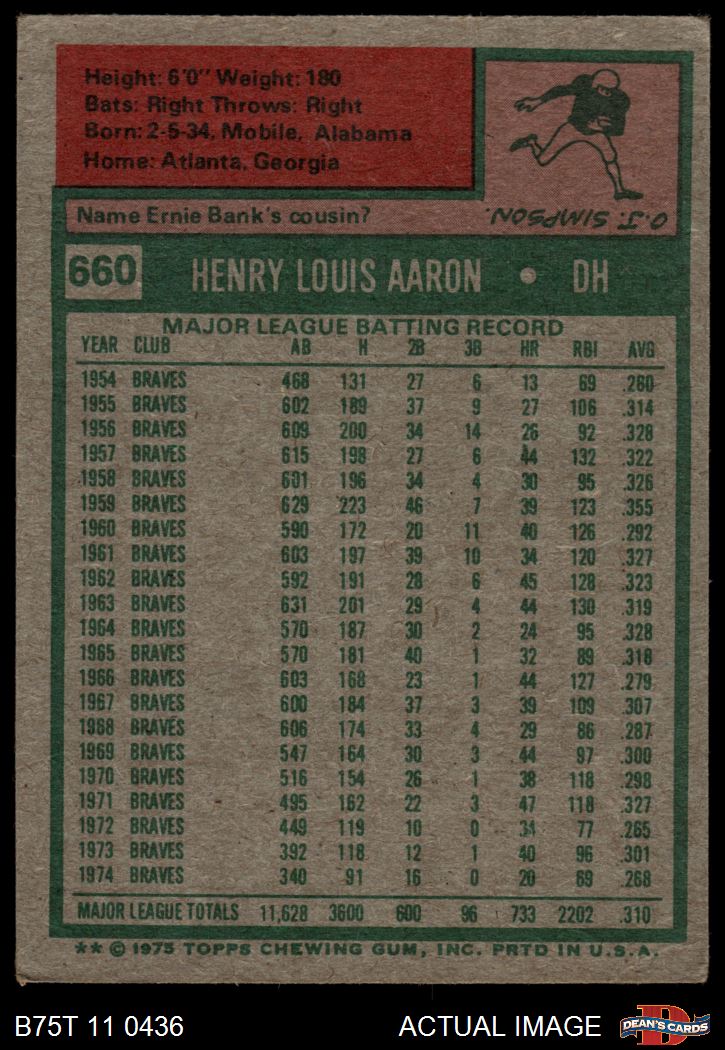 Height: 6'0" Weight: 180
Bats: Right Throws: Right
Born: 2-5-34, Mobile, Alabama
Home: Atlanta, Georgia
Name Ernie Bank's cousin?
O.J. SIMPSON.
660 HENRY LOUIS AARON • DH
MAJOR LEAGUE BATTING RECORD
YEAR CLUB AB H 2B 3B HR RBI AVG
1954 BRAVES 468 131 27 6 13 69 .260
1955 BRAVES 602 189 37 9 27 106 .314
1956 BRAVES 609 200 34 14 26 92 .328
1957 BRAVES 615 198 27 6 44 132 .322
1958 BRAVES 601 196 34 4 30 95 .326
1959 BRAVES 629 223 46 7 39 123 .355
1960 BRAVES 590 172 20 11 40 126 .292
1961 BRAVES 603 197 39 10 34 120 .327
1962 BRAVES 592 191 28 6 45 128 .323
1963 BRAVES 631 201 29 4 44 130 .319
1964 BRAVES 570 187 30 2 24 95 .328
1965 BRAVES 570 181 40 1 32 89 .318
1966 BRAVES 603 168 23 1 44 127 .279
1967 BRAVES 600 184 37 3 39 109 .307
1968 BRAVES 606 174 33 4 29 86 .287
1969 BRAVES 547 164 30 3 44 97 .300
1970 BRAVES 516 154 26 1 38 118 .298
1971 BRAVES 495 162 22 3 47 118 .327
1972 BRAVES 449 119 10 0 34 77 .265
1973 BRAVES 392 118 12 1 40 96 .301
1974 BRAVES 340 91 16 0 20 69 .268
MAJOR LEAGUE TOTALS 11,628 3600 600 96 733 2202 .310
** © 1975 TOPPS CHEWING GUM, INC. PRTD IN U.S.A.
B75T 11 0436 ACTUAL IMAGE DEAN'S CARDS